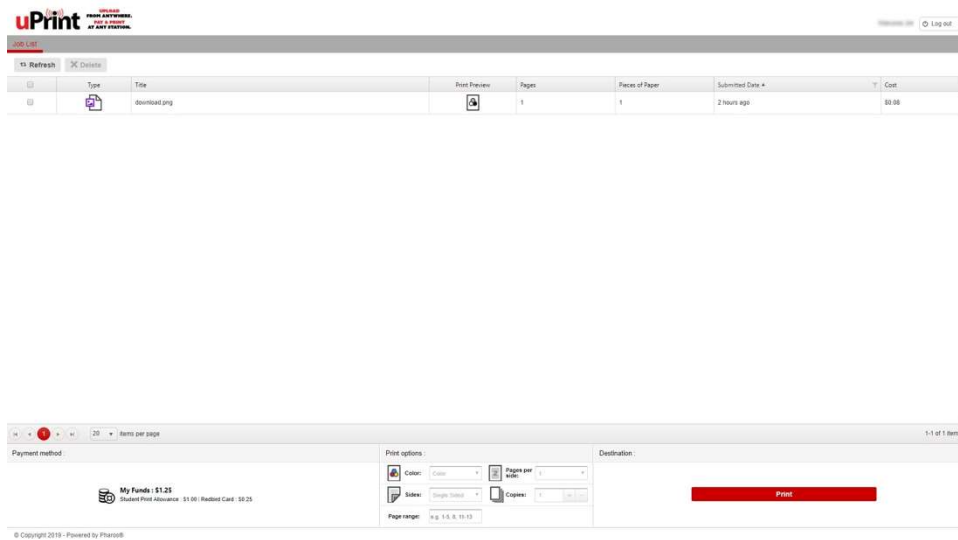 uPrint UPLOAD FROM ANYWHERE. PAY & PRINT AT ANY STATION.
Log out
Job List
Refresh Delete
Type Title Print Preview Pages Pieces of Paper Submitted Date Cost
download.png 1 1 2 hours ago $0.08
1 20 items per page 1-1 of 1 item
Payment method : Print options : Destination :
Color: Color Pages per side: 1
My Funds : $1.25
Student Print Allowance : $1.00 | Redbird Card : $0.25
Sides: Single Sided Copies: 1
Print
Page range: e.g. 1-5, 8, 11-13
© Copyright 2019 - Powered by Pharos®